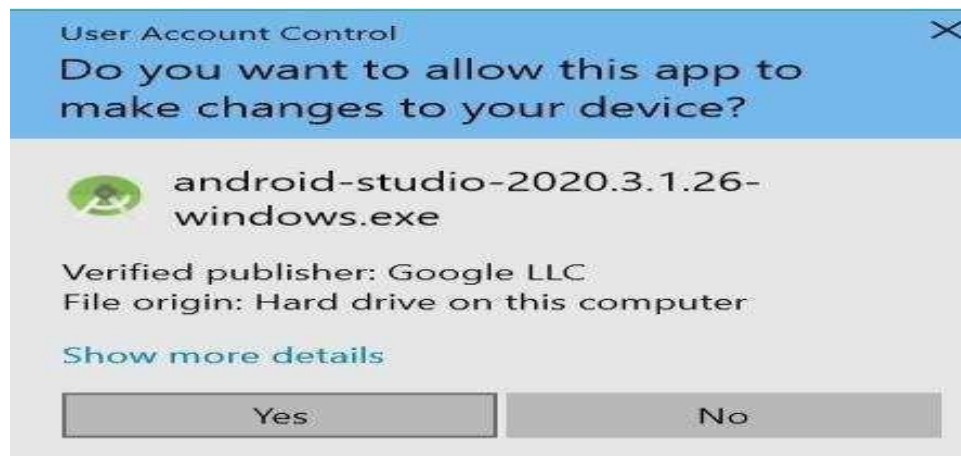 User Account Control
Do you want to allow this app to
make changes to your device?
android-studio-2020.3.1.26-
windows.exe
Verified publisher: Google LLC
File origin: Hard drive on this computer
Show more details
Yes
No